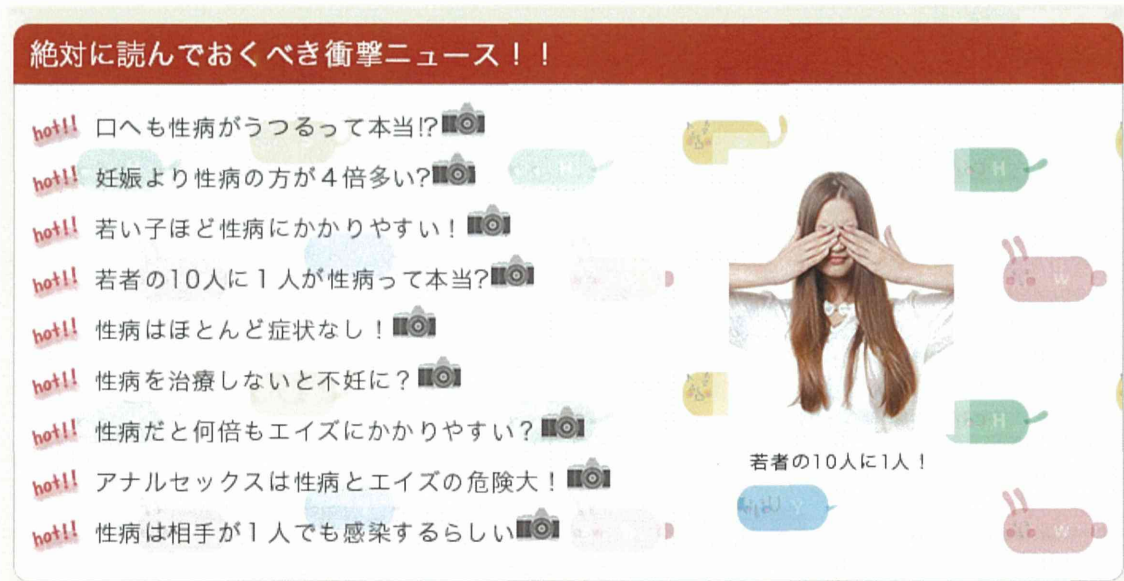 絶対に読んでおくべき衝撃ニュース！！
hot!! 口へも性病がうつるって本当!?
hot!! 妊娠より性病の方が４倍多い?
hot!! 若い子ほど性病にかかりやすい！
hot!! 若者の10人に１人が性病って本当?
hot!! 性病はほとんど症状なし！
hot!! 性病を治療しないと不妊に？
hot!! 性病だと何倍もエイズにかかりやすい？
hot!! アナルセックスは性病とエイズの危険大！
hot!! 性病は相手が１人でも感染するらしい
若者の10人に1人！
H
H
W
H
Y
W